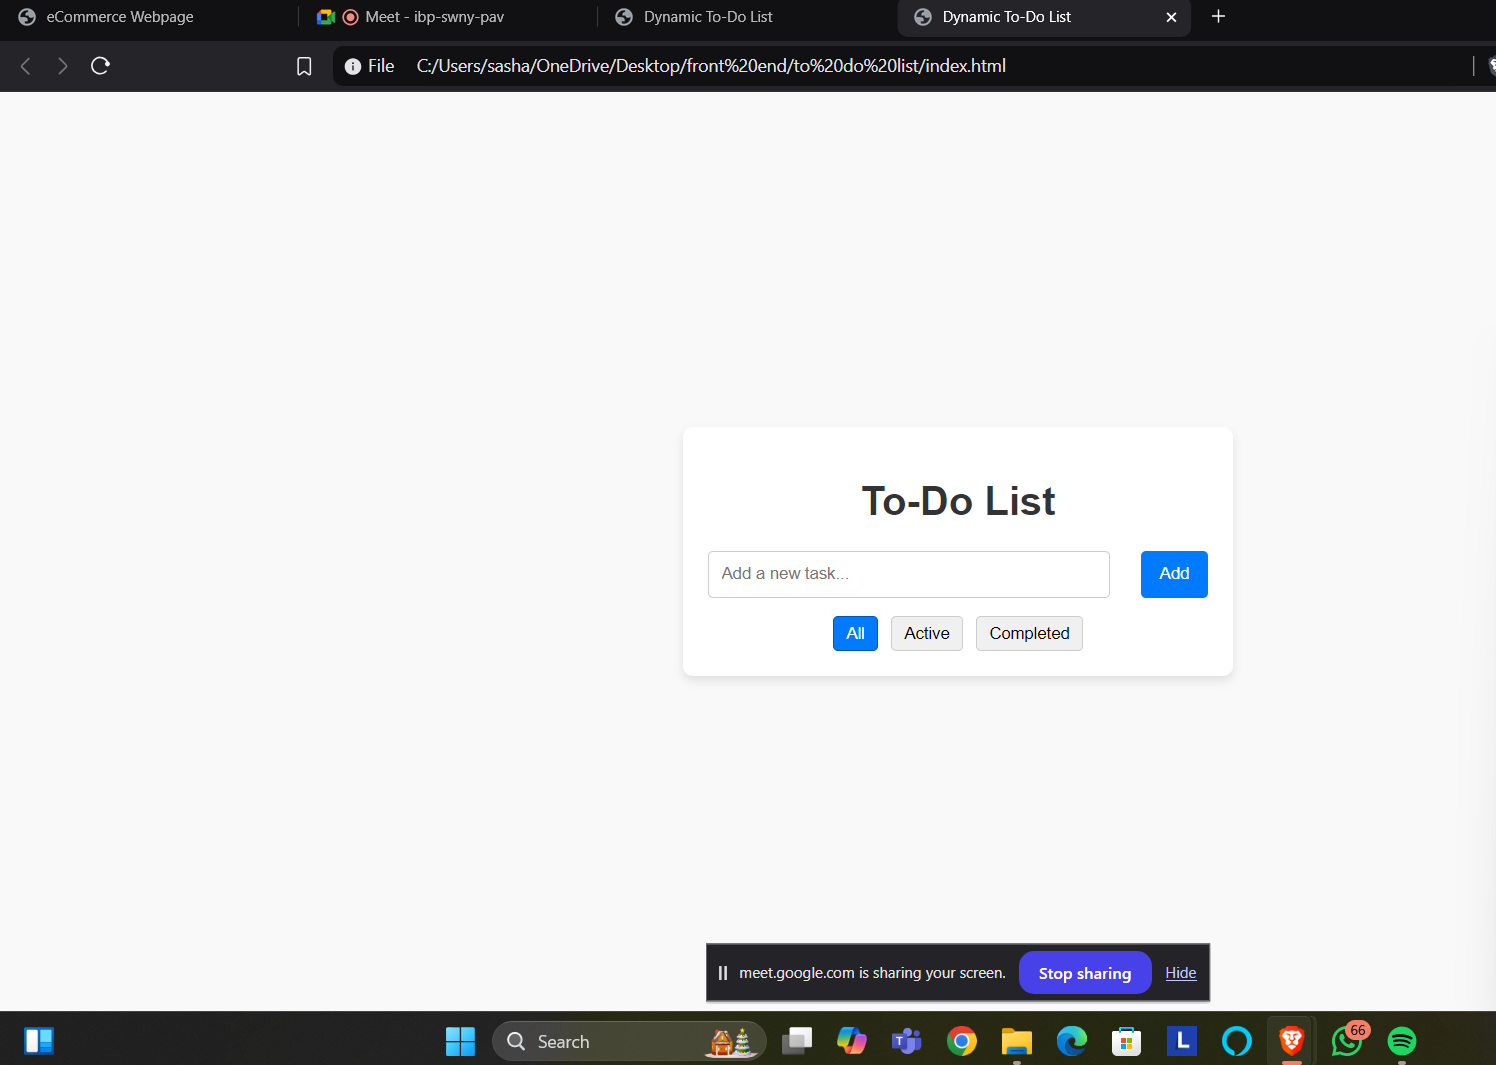 eCommerce Webpage
Meet - ibp-swny-pav
Dynamic To-Do List
Dynamic To-Do List
File
C:/Users/sasha/OneDrive/Desktop/front%20end/to%20do%20list/index.html
To-Do List
Add a new task...
Add
All
Active
Completed
meet.google.com is sharing your screen.
Stop sharing
Hide
Search
T
L
66